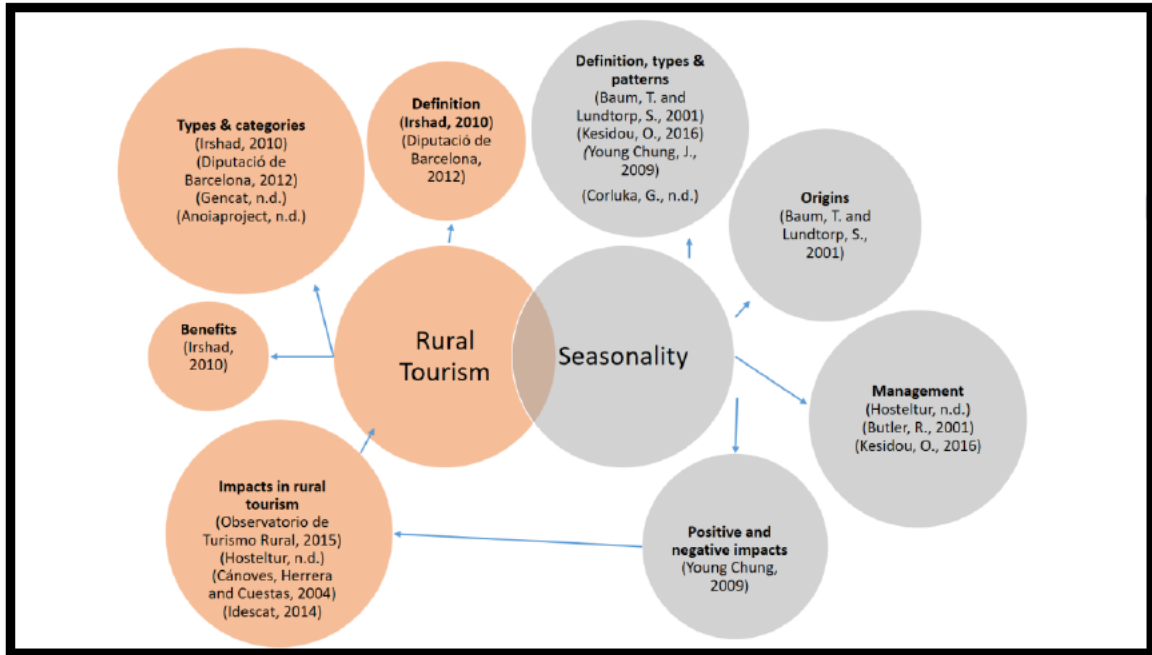 Types & categories
(Irshad, 2010)
(Diputació de
Barcelona, 2012)
(Gencat, n.d.)
(Anoiaproject, n.d.)
Definition
(Irshad, 2010)
(Diputació de
Barcelona,
2012)
Definition, types &
patterns
(Baum, T. and
Lundtorp, S., 2001)
(Kesidou, O., 2016)
(Young Chung, J.,
2009)
(Corluka, G., n.d.)
Origins
(Baum, T. and
Lundtorp, S.,
2001)
Benefits
(Irshad,
2010)
Rural
Tourism
Seasonality
Management
(Hosteltur, n.d.)
(Butler, R., 2001)
(Kesidou, O., 2016)
Impacts in rural
tourism
(Observatorio de
Turismo Rural, 2015)
(Hosteltur, n.d.)
(Cánoves, Herrera
and Cuestas, 2004)
(Idescat, 2014)
Positive and
negative impacts
(Young Chung,
2009)